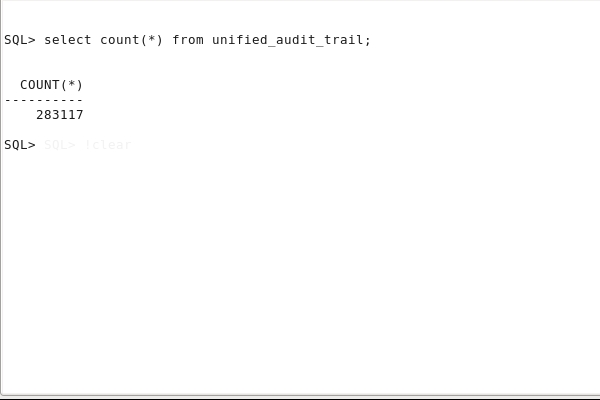 SQL> select count(*) from unified_audit_trail;
COUNT(*)
----------
283117
SQL> SQL> !clear